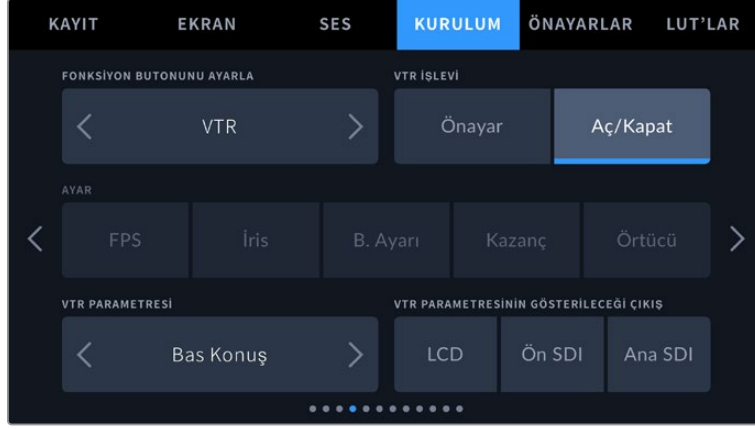 KAYIT EKRAN SES KURULUM ÖNAYARLAR LUT'LAR
FONKSİYON BUTONUNU AYARLA VTR İŞLEVİ
VTR Önayar Aç/Kapat
AYAR
FPS İris B. Ayarı Kazanç Örtücü
VTR PARAMETRESİ VTR PARAMETRESİNİN GÖSTERİLECEĞİ ÇIKIŞ
Bas Konuş LCD Ön SDI Ana SDI